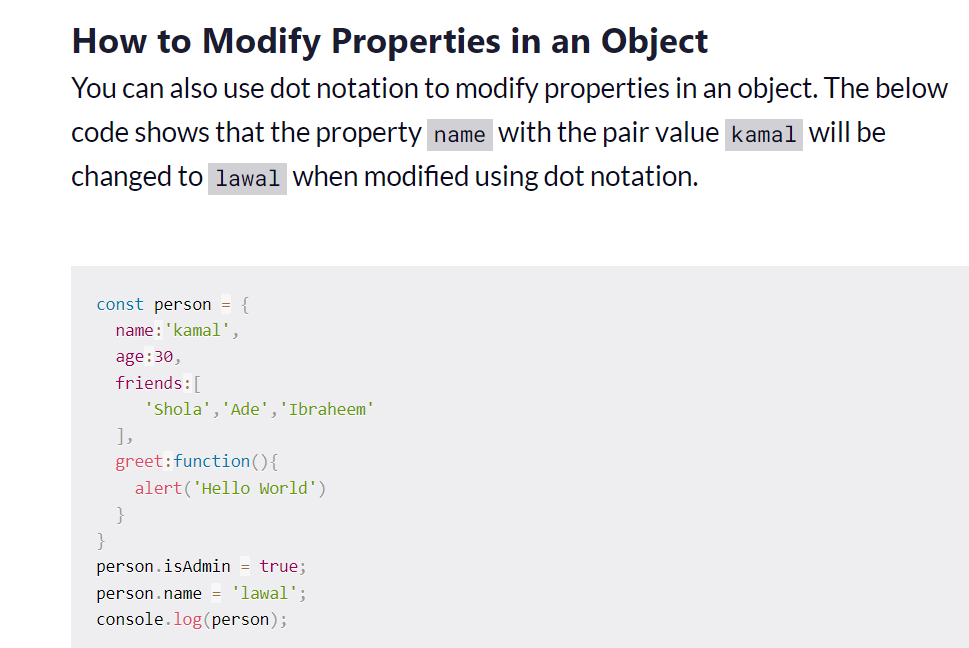 How to Modify Properties in an Object
You can also use dot notation to modify properties in an object. The below
code shows that the property name with the pair value kamal will be
changed to lawal when modified using dot notation.
const person = {
  name:'kamal',
  age:30,
  friends:[
     'Shola','Ade','Ibraheem'
  ],
  greet:function(){
    alert('Hello World')
  }
}
person.isAdmin = true;
person.name = 'lawal';
console.log(person);